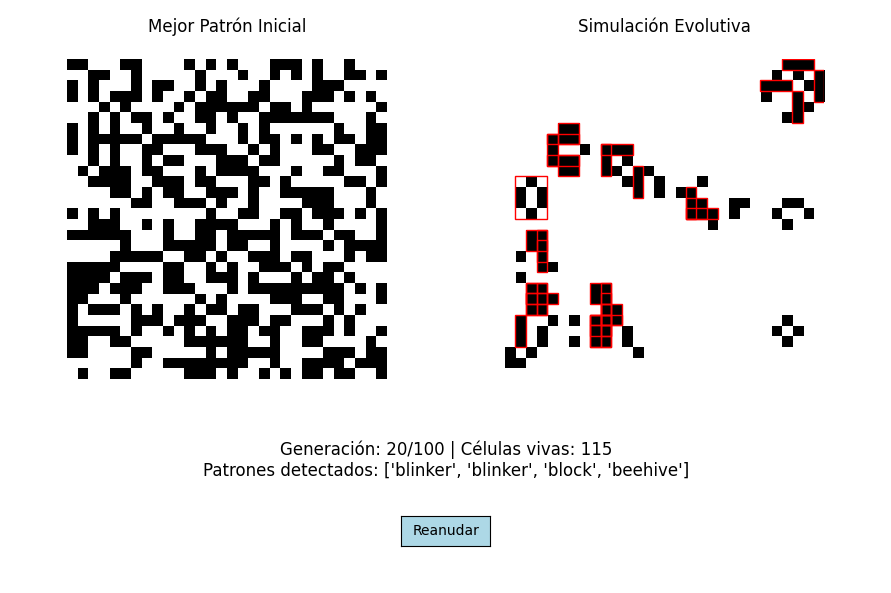 Mejor Patrón Inicial
Simulación Evolutiva
Generación: 20/100 | Células vivas: 115
Patrones detectados: ['blinker', 'blinker', 'block', 'beehive']
Reanudar